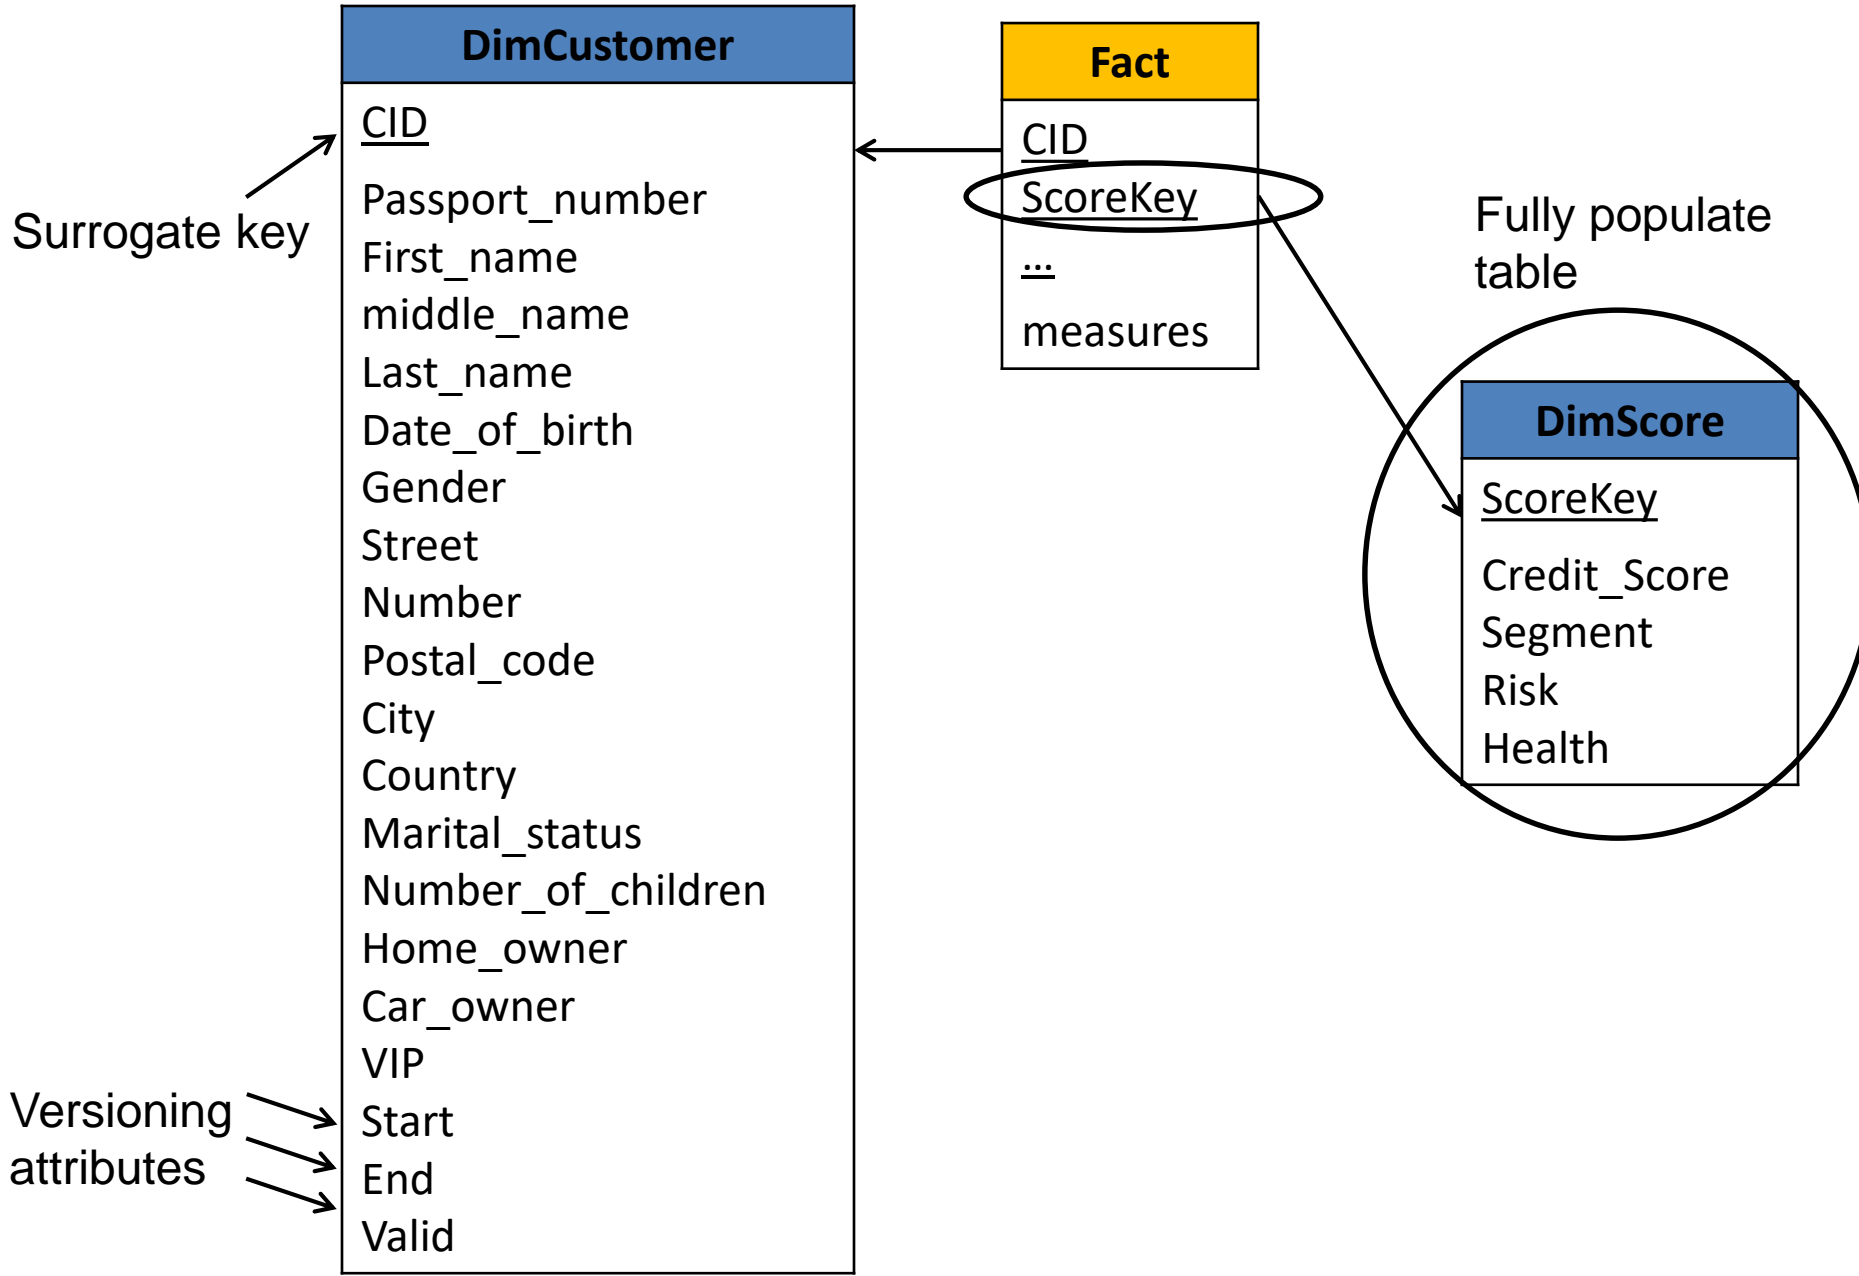 Surrogate key
Versioning
attributes
DimCustomer
CID
Passport_number
First_name
middle_name
Last_name
Date_of_birth
Gender
Street
Number
Postal_code
City
Country
Marital_status
Number_of_children
Home_owner
Car_owner
VIP
Start
End
Valid
Fact
CID
ScoreKey
...
measures
Fully populate
table
DimScore
ScoreKey
Credit_Score
Segment
Risk
Health